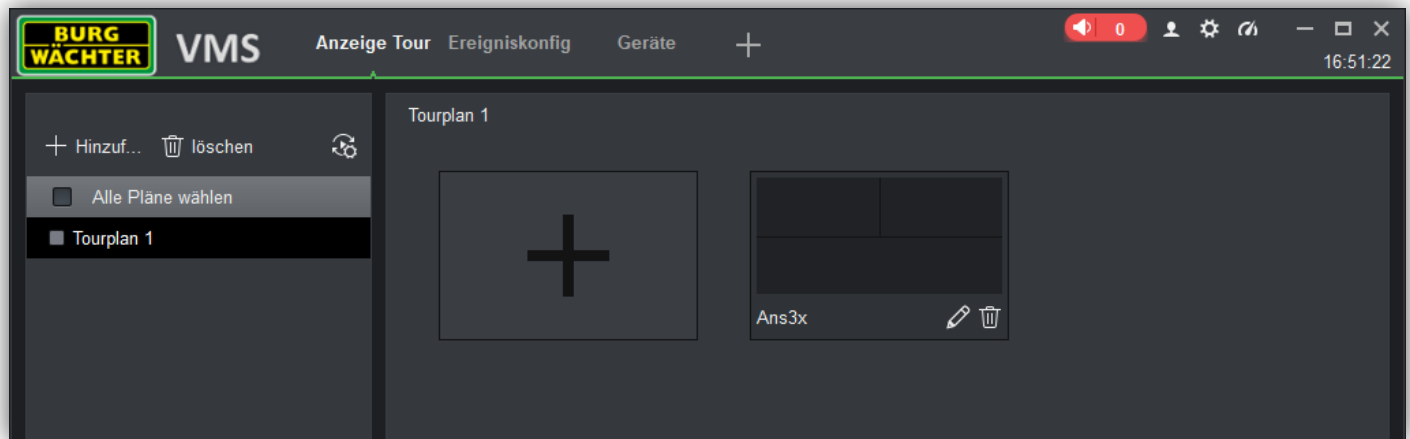 BURG
WÄCHTER
VMS
Anzeige Tour Ereigniskonfig Geräte
0
16:51:22
Hinzuf... löschen
Alle Pläne wählen
Tourplan 1
Tourplan 1
Ans3x